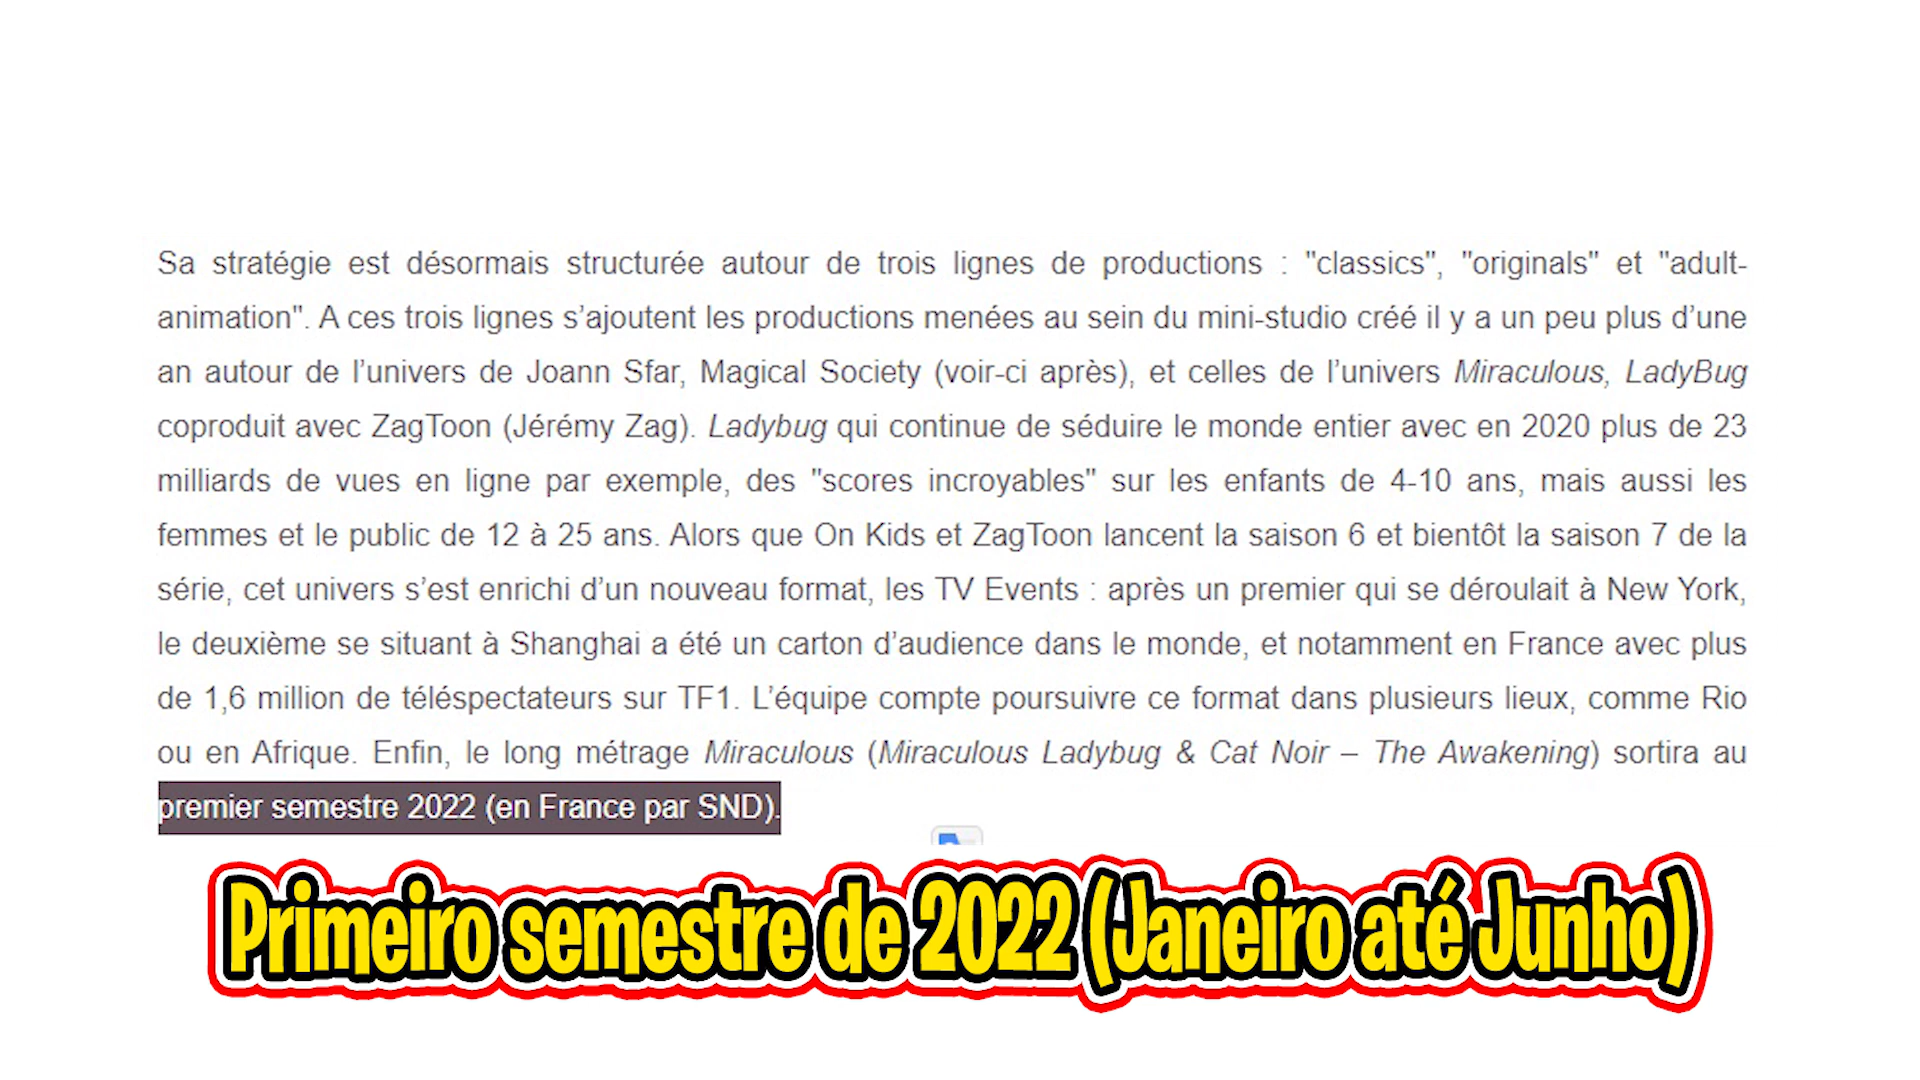 Sa stratégie est désormais structurée autour de trois lignes de productions : "classics", "originals" et "adult-
animation". A ces trois lignes s’ajoutent les productions menées au sein du mini-studio créé il y a un peu plus d’une
an autour de l’univers de Joann Sfar, Magical Society (voir-ci après), et celles de l’univers Miraculous, LadyBug
coproduit avec ZagToon (Jérémy Zag). Ladybug qui continue de séduire le monde entier avec en 2020 plus de 23
milliards de vues en ligne par exemple, des "scores incroyables" sur les enfants de 4-10 ans, mais aussi les
femmes et le public de 12 à 25 ans. Alors que On Kids et ZagToon lancent la saison 6 et bientôt la saison 7 de la
série, cet univers s’est enrichi d’un nouveau format, les TV Events : après un premier qui se déroulait à New York,
le deuxième se situant à Shanghai a été un carton d’audience dans le monde, et notamment en France avec plus
de 1,6 million de téléspectateurs sur TF1. L’équipe compte poursuivre ce format dans plusieurs lieux, comme Rio
ou en Afrique. Enfin, le long métrage Miraculous (Miraculous Ladybug & Cat Noir – The Awakening) sortira au
premier semestre 2022 (en France par SND).
Primeiro semestre de 2022 (Janeiro até Junho)